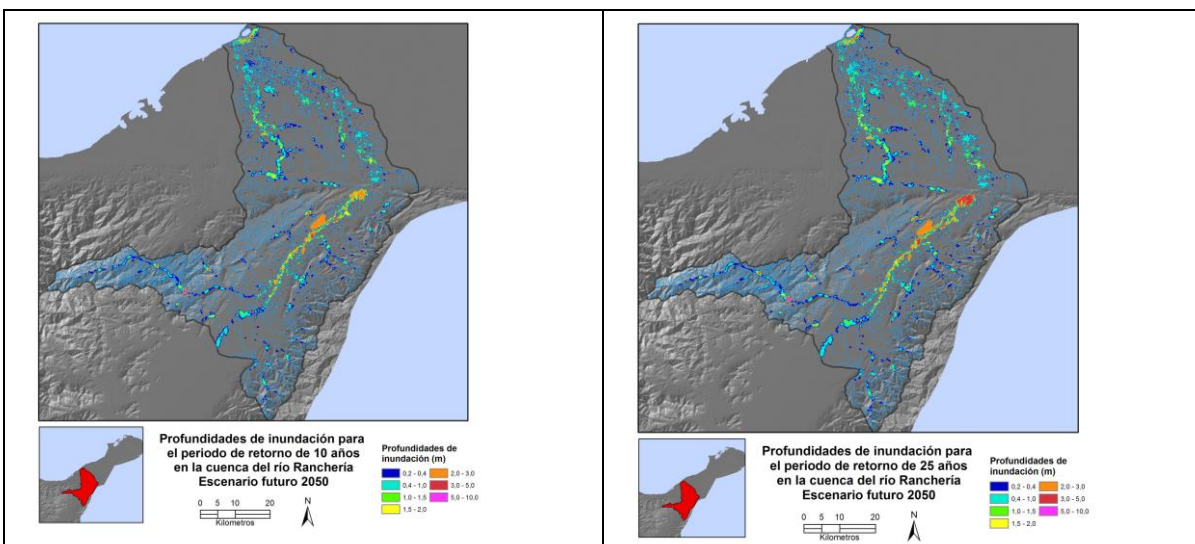 Profundidades de inundación para
el periodo de retorno de 10 años
en la cuenca del río Ranchería
Escenario futuro 2050
0 5 10 20
Kilometros
N
Profundidades de
inundación (m)
0,2 - 0,4
0,4 - 1,0
1,0 - 1,5
1,5 - 2,0
2,0 - 3,0
3,0 - 5,0
5,0 - 10,0
Profundidades de inundación para
el periodo de retorno de 25 años
en la cuenca del río Ranchería
Escenario futuro 2050
0 5 10 20
Kilometros
N
Profundidades de
inundación (m)
0,2 - 0,4
0,4 - 1,0
1,0 - 1,5
1,5 - 2,0
2,0 - 3,0
3,0 - 5,0
5,0 - 10,0